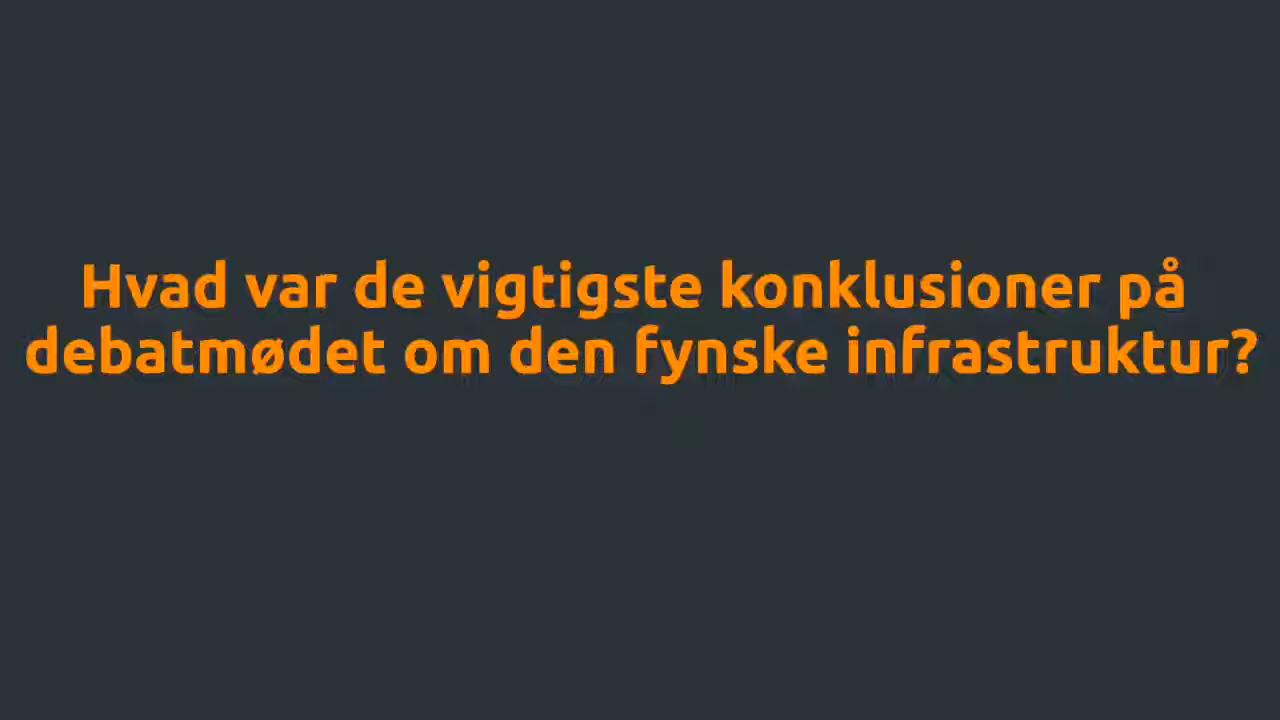 Hvad var de vigtigste konklusioner på
debatmødet om den fynske infrastruktur?